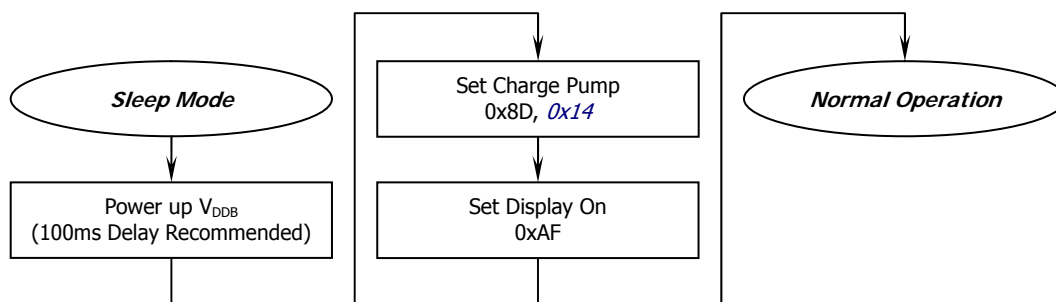 Sleep Mode
Power up VDDB
(100ms Delay Recommended)
Set Charge Pump
0x8D, 0x14
Set Display On
0xAF
Normal Operation